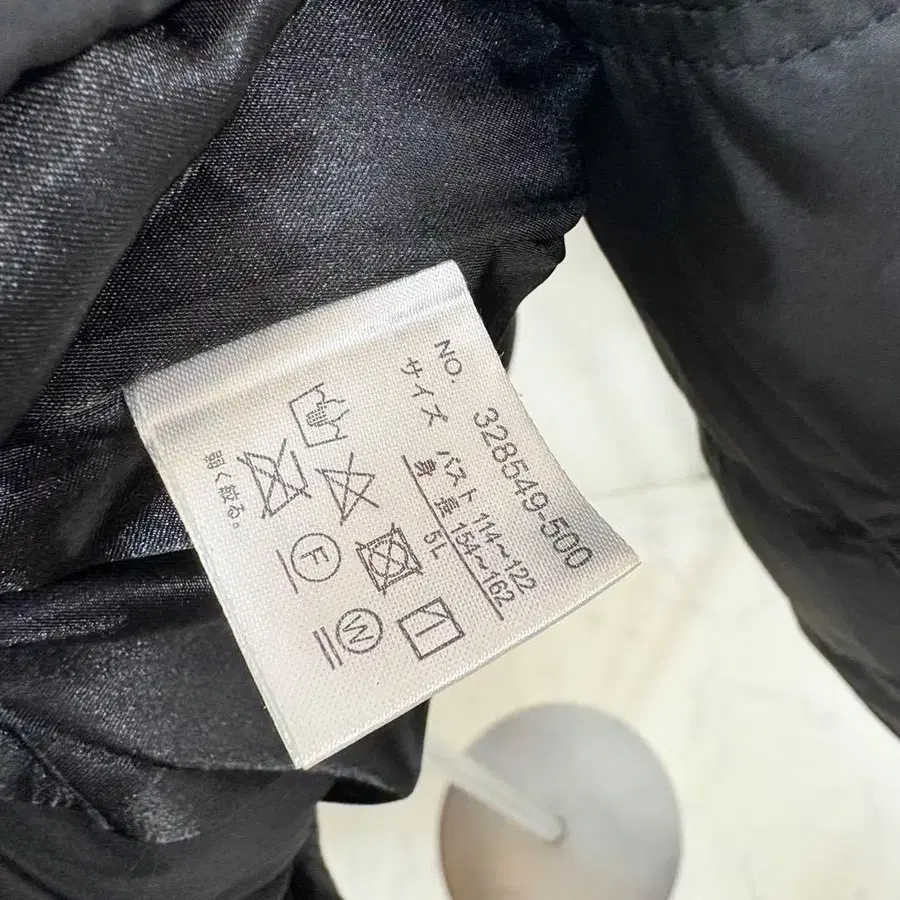 NO. 328549-500
サイズ
バスト 114〜122
身長 154〜162
5L
F
W
弱く絞る。